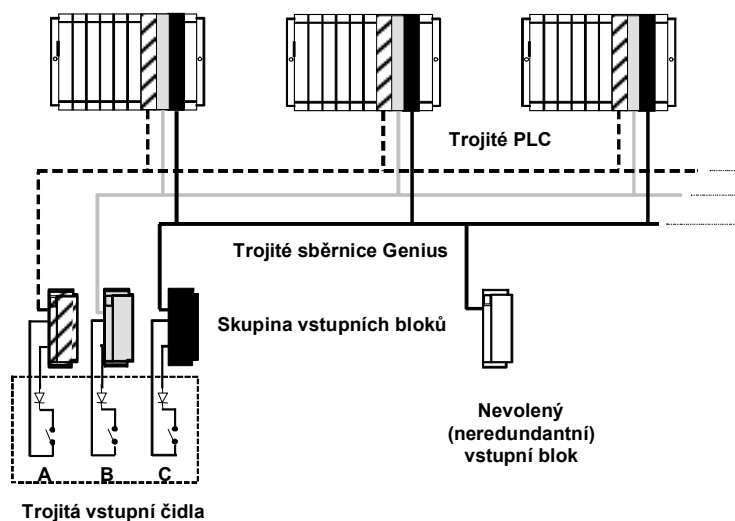 Trojité PLC
Trojité sběrnice Genius
Skupina vstupních bloků
Nevolený
(neredundantní)
vstupní blok
A B C
Trojitá vstupní čidla